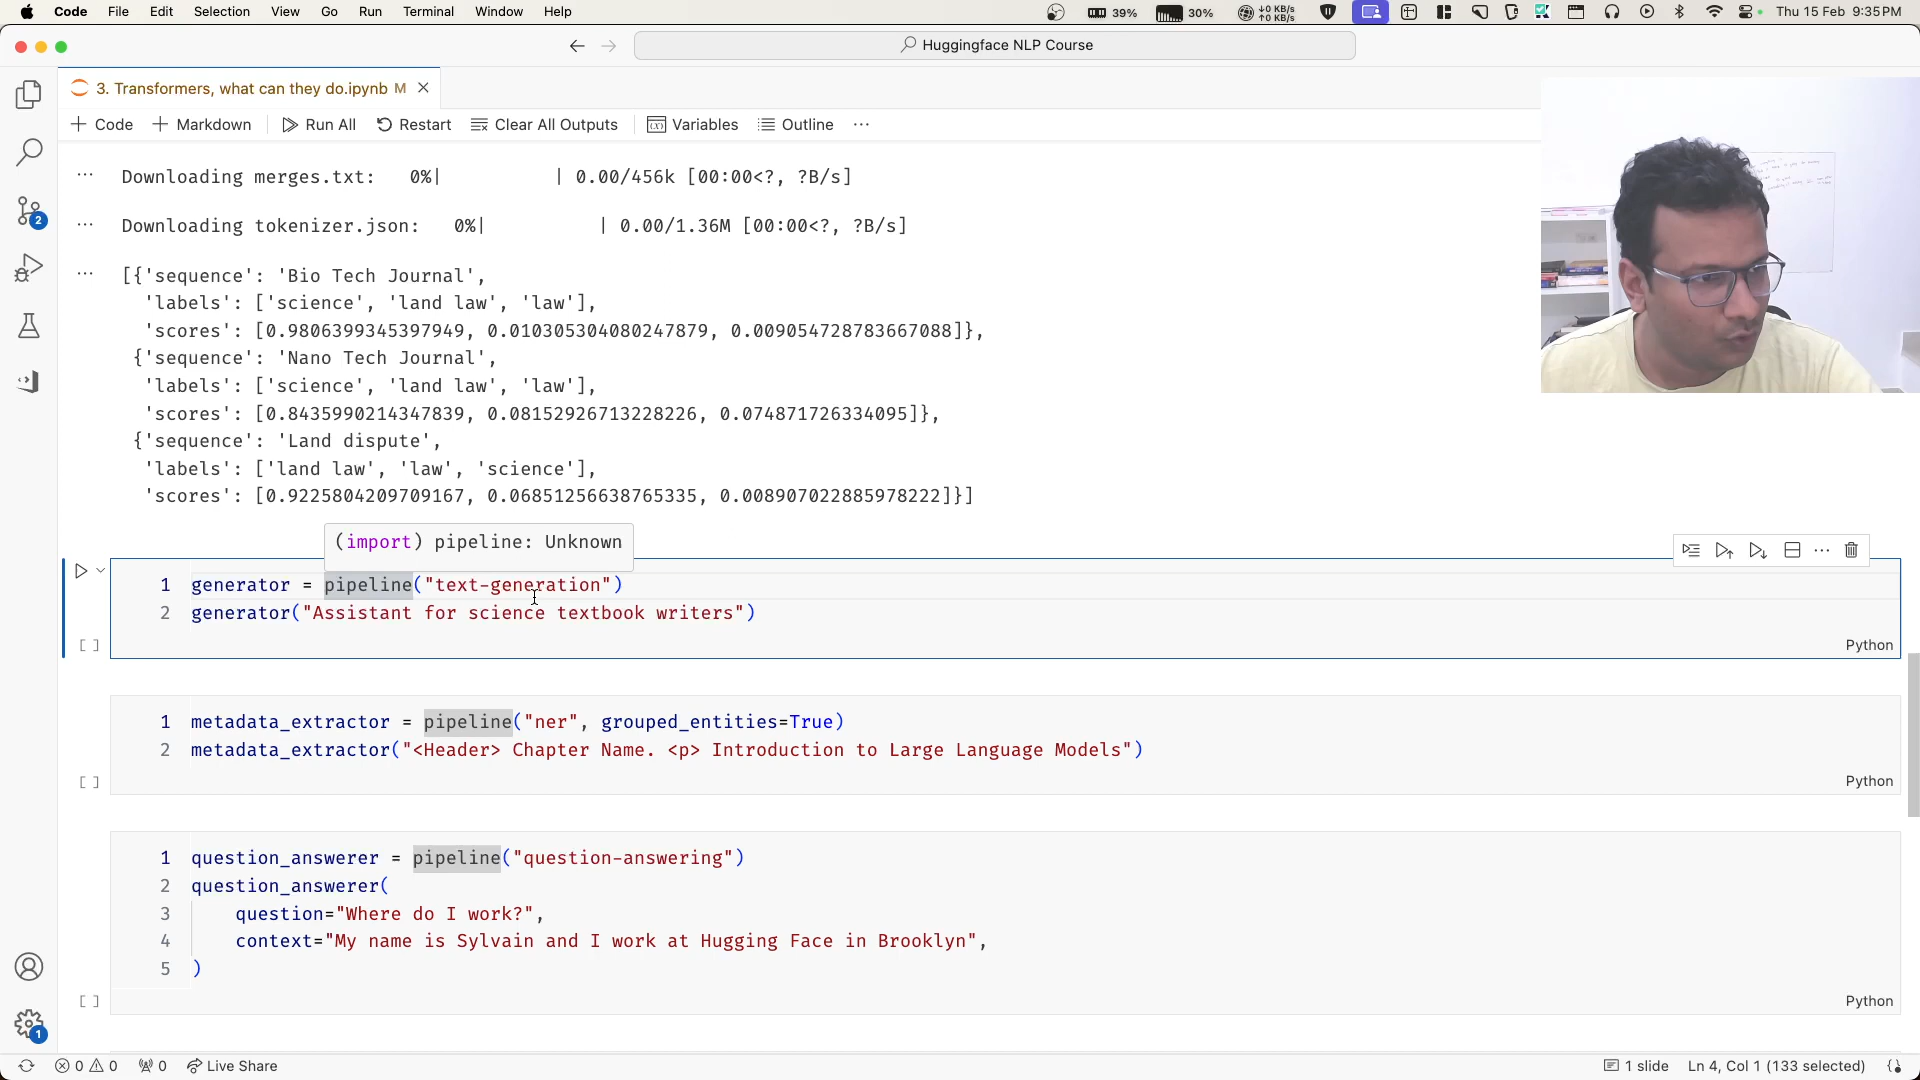 Code File Edit Selection View Go Run Terminal Window Help 39% 30% ↓0 KB/s ↑0 KB/s Thu 15 Feb 9:35 PM
Huggingface NLP Course
3. Transformers, what can they do.ipynb M
Code Markdown Run All Restart Clear All Outputs Variables Outline ...
... Downloading merges.txt: 0%| | 0.00/456k [00:00<?, ?B/s]
... Downloading tokenizer.json: 0%| | 0.00/1.36M [00:00<?, ?B/s]
... [{'sequence': 'Bio Tech Journal',
'labels': ['science', 'land law', 'law'],
'scores': [0.9806399345397949, 0.010305304080247879, 0.009054728783667088]},
{'sequence': 'Nano Tech Journal',
'labels': ['science', 'land law', 'law'],
'scores': [0.8435990214347839, 0.08152926713228226, 0.074871726334095]},
{'sequence': 'Land dispute',
'labels': ['land law', 'law', 'science'],
'scores': [0.9225804209709167, 0.06851256638765335, 0.008907022885978222]}]
(import) pipeline: Unknown
1 generator = pipeline("text-generation")
2 generator("Assistant for science textbook writers")
[ ] Python
1 metadata_extractor = pipeline("ner", grouped_entities=True)
2 metadata_extractor("<Header> Chapter Name. <p> Introduction to Large Language Models")
[ ] Python
1 question_answerer = pipeline("question-answering")
2 question_answerer(
3 question="Where do I work?",
4 context="My name is Sylvain and I work at Hugging Face in Brooklyn",
5 )
[ ] Python
2
1
0 0 0 Live Share 1 slide Ln 4, Col 1 (133 selected)